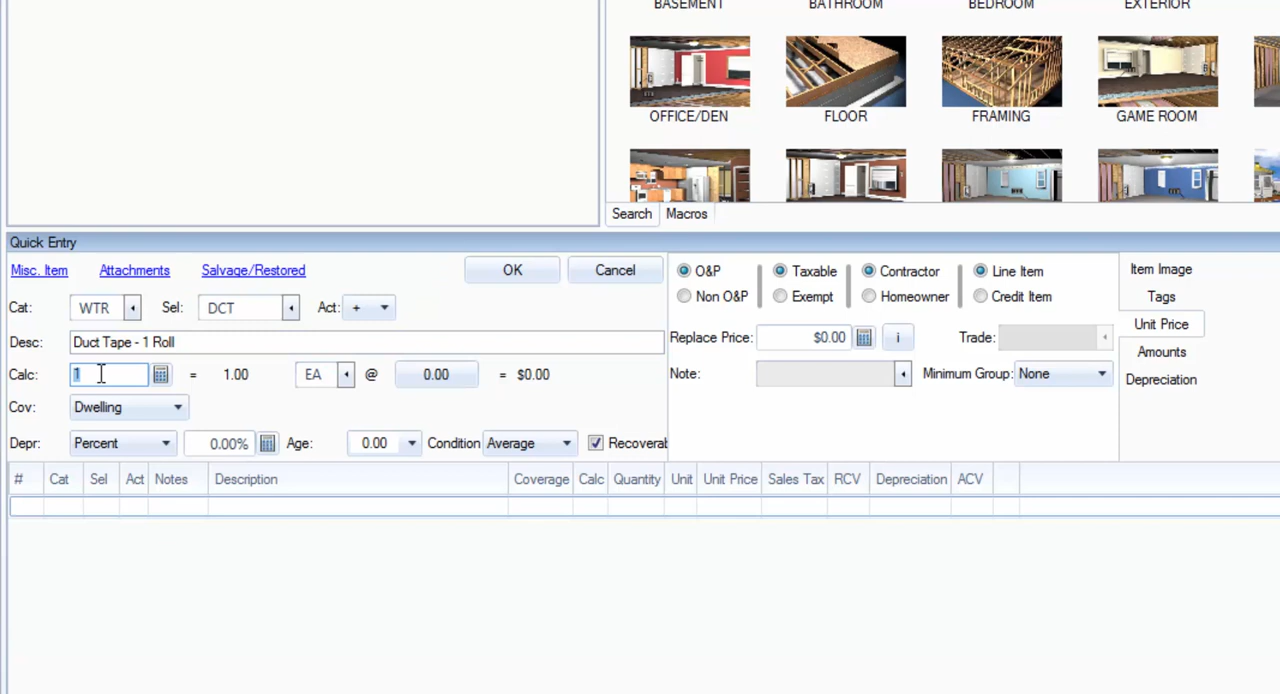 BASEMENT BATHROOM BEDROOM EXTERIOR
OFFICE/DEN FLOOR FRAMING GAME ROOM
Search Macros
Quick Entry
Misc. Item Attachments Salvage/Restored OK Cancel O&P Taxable Contractor Line Item Item Image
Non O&P Exempt Homeowner Credit Item Tags
Cat: WTR Sel: DCT Act: + Unit Price
Desc: Duct Tape - 1 Roll Replace Price: $0.00 i Trade: Amounts
Calc: 1 = 1.00 EA @ 0.00 = $0.00 Note: Minimum Group: None Depreciation
Cov: Dwelling
Depr: Percent 0.00% Age: 0.00 Condition Average Recoverab
# Cat Sel Act Notes Description Coverage Calc Quantity Unit Unit Price Sales Tax RCV Depreciation ACV